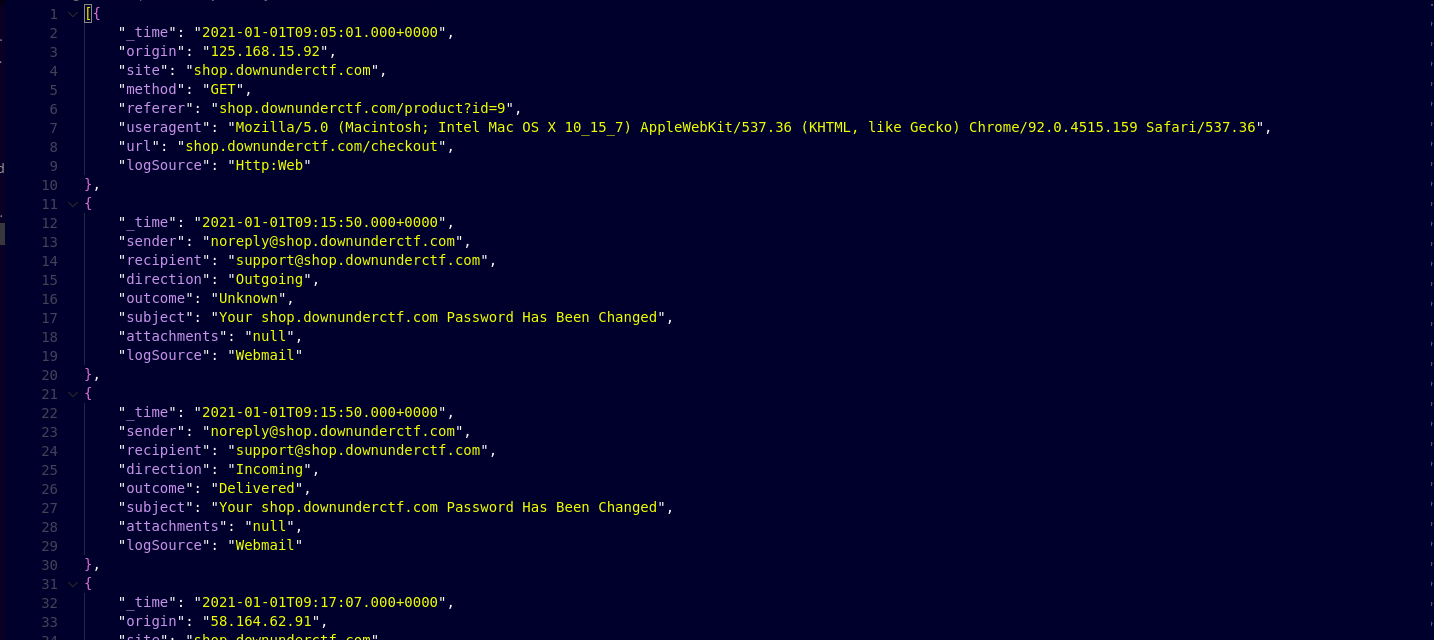 1 [{
2 "_time": "2021-01-01T09:05:01.000+0000",
3 "origin": "125.168.15.92",
4 "site": "shop.downunderctf.com",
5 "method": "GET",
6 "referer": "shop.downunderctf.com/product?id=9",
7 "useragent": "Mozilla/5.0 (Macintosh; Intel Mac OS X 10_15_7) AppleWebKit/537.36 (KHTML, like Gecko) Chrome/92.0.4515.159 Safari/537.36",
8 "url": "shop.downunderctf.com/checkout",
9 "logSource": "Http:Web"
10 },
11 {
12 "_time": "2021-01-01T09:15:50.000+0000",
13 "sender": "noreply@shop.downunderctf.com",
14 "recipient": "support@shop.downunderctf.com",
15 "direction": "Outgoing",
16 "outcome": "Unknown",
17 "subject": "Your shop.downunderctf.com Password Has Been Changed",
18 "attachments": "null",
19 "logSource": "Webmail"
20 },
21 {
22 "_time": "2021-01-01T09:15:50.000+0000",
23 "sender": "noreply@shop.downunderctf.com",
24 "recipient": "support@shop.downunderctf.com",
25 "direction": "Incoming",
26 "outcome": "Delivered",
27 "subject": "Your shop.downunderctf.com Password Has Been Changed",
28 "attachments": "null",
29 "logSource": "Webmail"
30 },
31 {
32 "_time": "2021-01-01T09:17:07.000+0000",
33 "origin": "58.164.62.91",
34 "site": "shop.downunderctf.com"